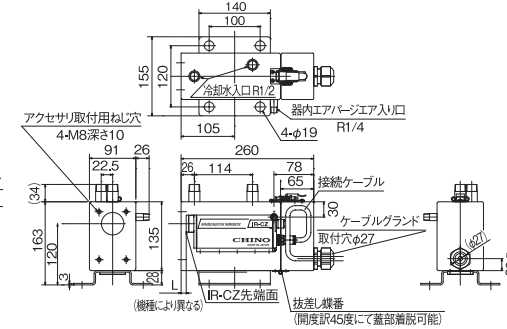 140
100
155
120
冷却水入口 R1/2
器内エアパージエア入り口
R1/4
105
4-φ19
アクセサリ取付用ねじ穴
4-M8深さ10
91
26
22.5
(34)
163
120
3
135
28
260
26
114
78
65
30
接続ケーブル
ケーブルグランド
取付穴φ27
IR-CZ
CHINO
L
(機種により異なる)
IR-CZ先端面
抜差し蝶番
(開度訳45度にて蓋部着脱可能)
(φ27)